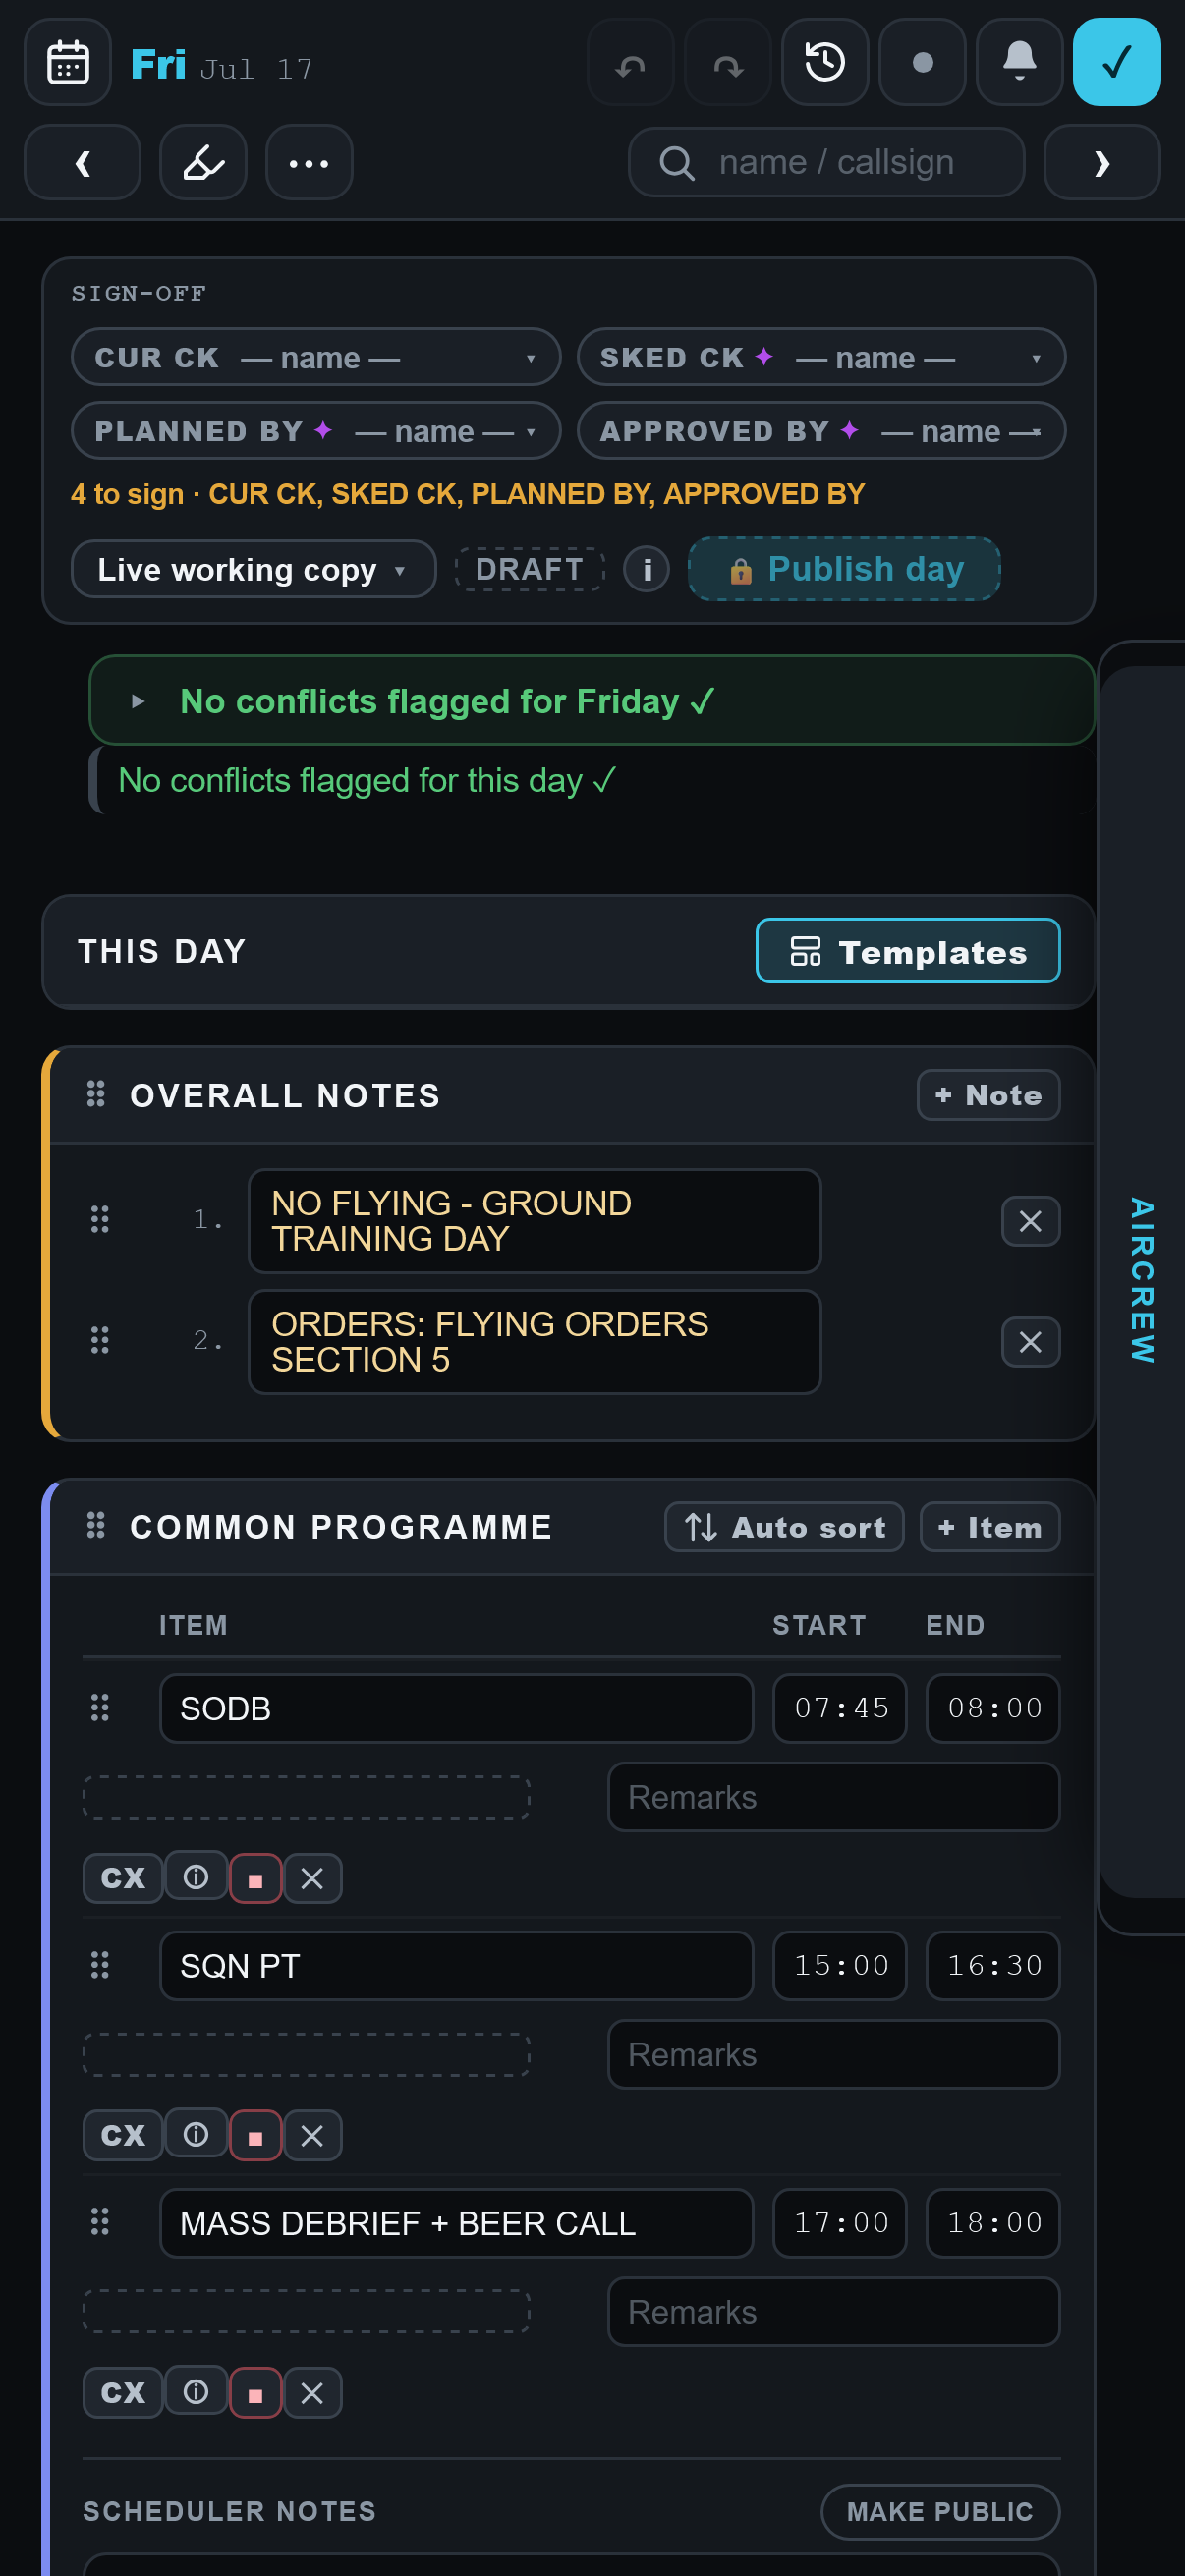 Fri Jul 17
name / callsign
SIGN-OFF
CUR CK — name —
SKED CK — name —
PLANNED BY — name —
APPROVED BY — name —
4 to sign · CUR CK, SKED CK, PLANNED BY, APPROVED BY
Live working copy DRAFT i Publish day
No conflicts flagged for Friday ✓
No conflicts flagged for this day ✓
THIS DAY Templates
OVERALL NOTES + Note
1. NO FLYING - GROUND
TRAINING DAY
2. ORDERS: FLYING ORDERS
SECTION 5
AIRCREW
COMMON PROGRAMME Auto sort + Item
ITEM START END
SODB 07:45 08:00
Remarks
CX
SQN PT 15:00 16:30
Remarks
CX
MASS DEBRIEF + BEER CALL 17:00 18:00
Remarks
CX
SCHEDULER NOTES MAKE PUBLIC